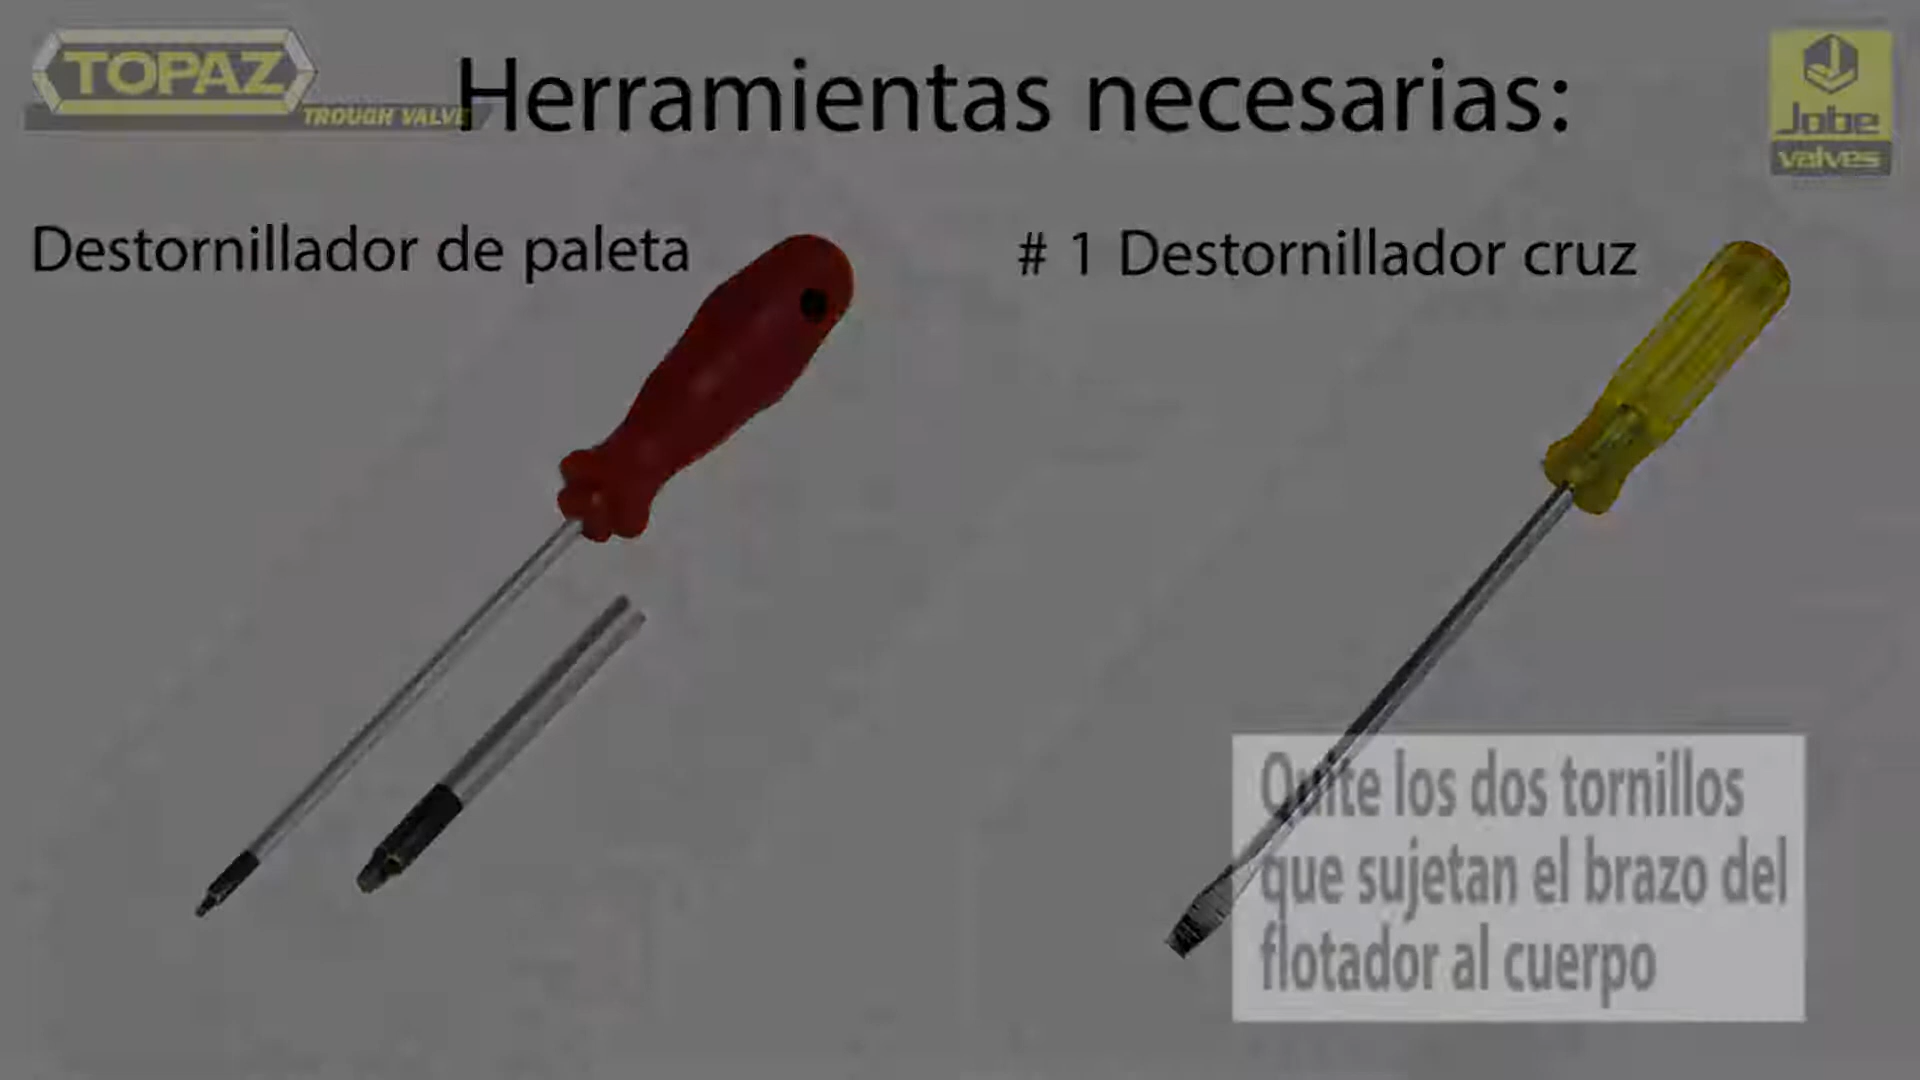 TOPAZ
TROUGH VALVE
Herramientas necesarias:
Jobe
valves
Destornillador de paleta
# 1 Destornillador cruz
Quite los dos tornillos
que sujetan el brazo del
flotador al cuerpo